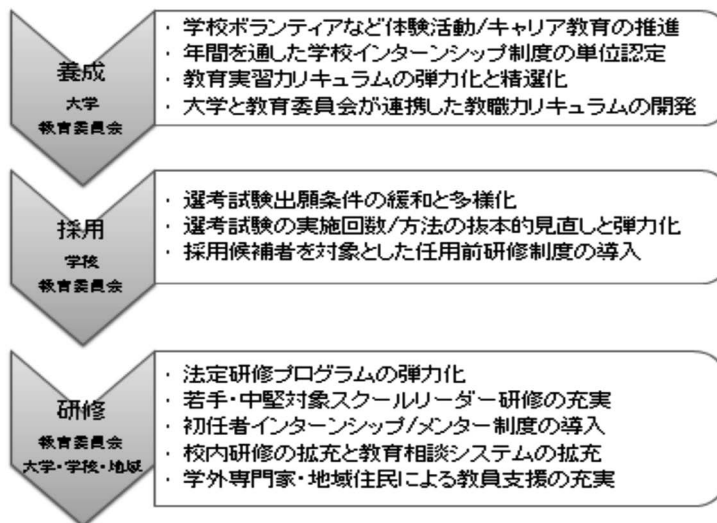 養成
大学
教育委員会
・ 学校ボランティアなど体験活動/キャリア教育の推進
・ 年間を通した学校インターンシップ制度の単位認定
・ 教育実習カリキュラムの弾力化と精選化
・ 大学と教育委員会が連携した教職カリキュラムの開発
採用
学校
教育委員会
・ 選考試験出願条件の緩和と多様化
・ 選考試験の実施回数/方法の抜本的見直しと弾力化
・ 採用候補者を対象とした任用前研修制度の導入
研修
教育委員会
大学・学校・地域
・ 法定研修プログラムの弾力化
・ 若手・中堅対象スクールリーダー研修の充実
・ 初任者インターンシップ/メンター制度の導入
・ 校内研修の拡充と教育相談システムの拡充
・ 学外専門家・地域住民による教員支援の充実